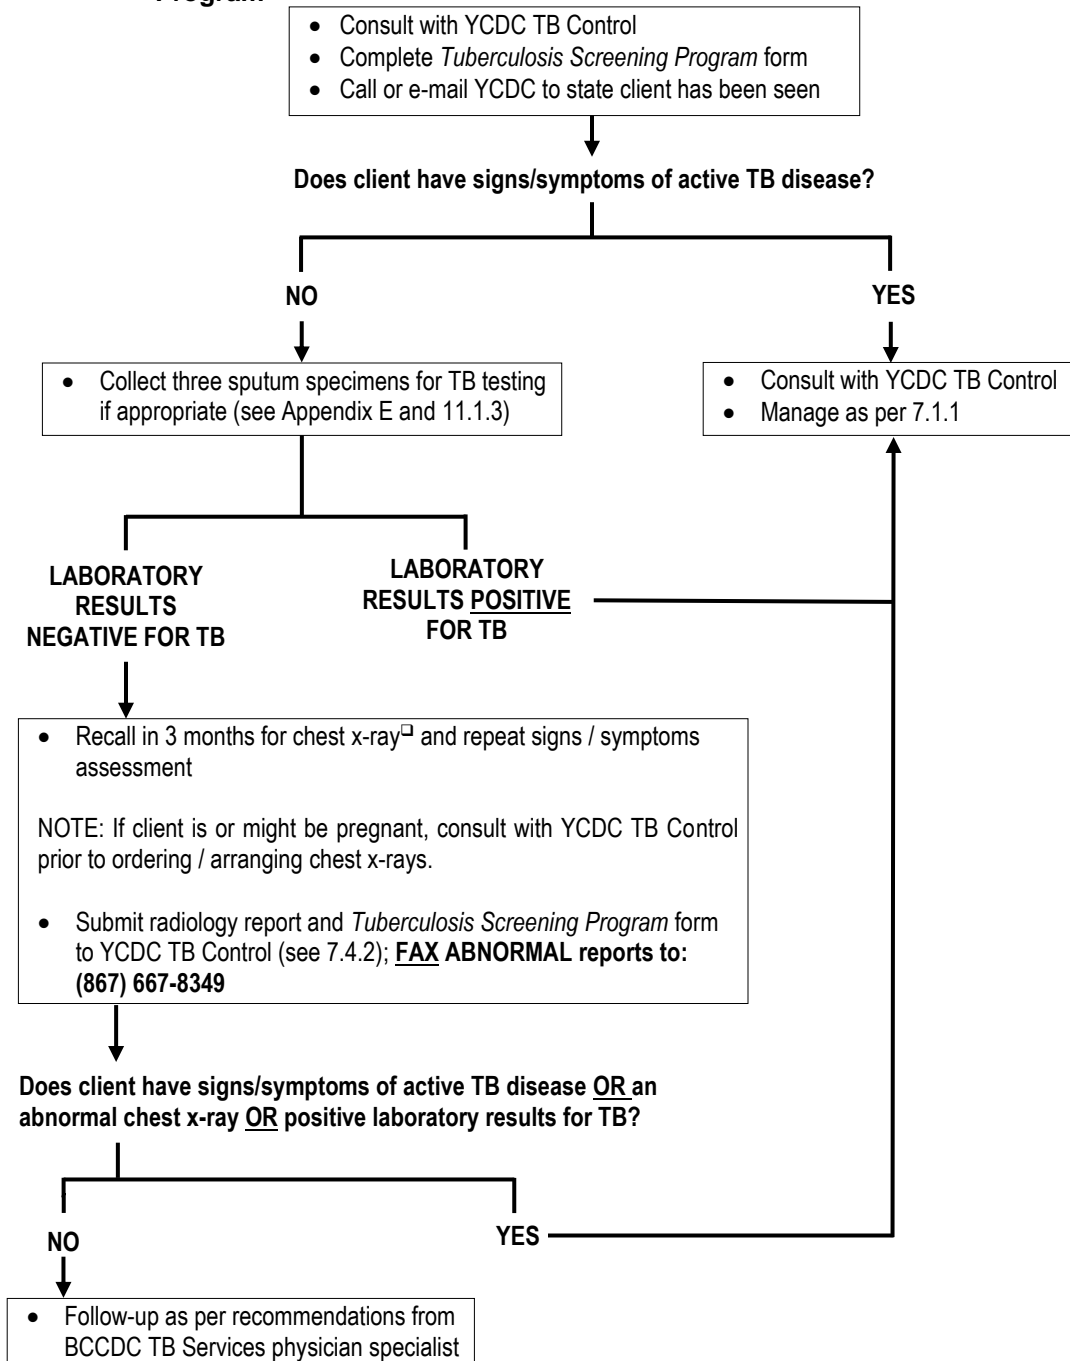 Program
• Consult with YCDC TB Control
• Complete Tuberculosis Screening Program form
• Call or e-mail YCDC to state client has been seen
Does client have signs/symptoms of active TB disease?
NO
YES
• Collect three sputum specimens for TB testing
if appropriate (see Appendix E and 11.1.3)
• Consult with YCDC TB Control
• Manage as per 7.1.1
LABORATORY
RESULTS
NEGATIVE FOR TB
LABORATORY
RESULTS POSITIVE
FOR TB
• Recall in 3 months for chest x-ray❑ and repeat signs / symptoms
assessment
NOTE: If client is or might be pregnant, consult with YCDC TB Control
prior to ordering / arranging chest x-rays.
• Submit radiology report and Tuberculosis Screening Program form
to YCDC TB Control (see 7.4.2); FAX ABNORMAL reports to:
(867) 667-8349
Does client have signs/symptoms of active TB disease OR an
abnormal chest x-ray OR positive laboratory results for TB?
NO
YES
• Follow-up as per recommendations from
BCCDC TB Services physician specialist